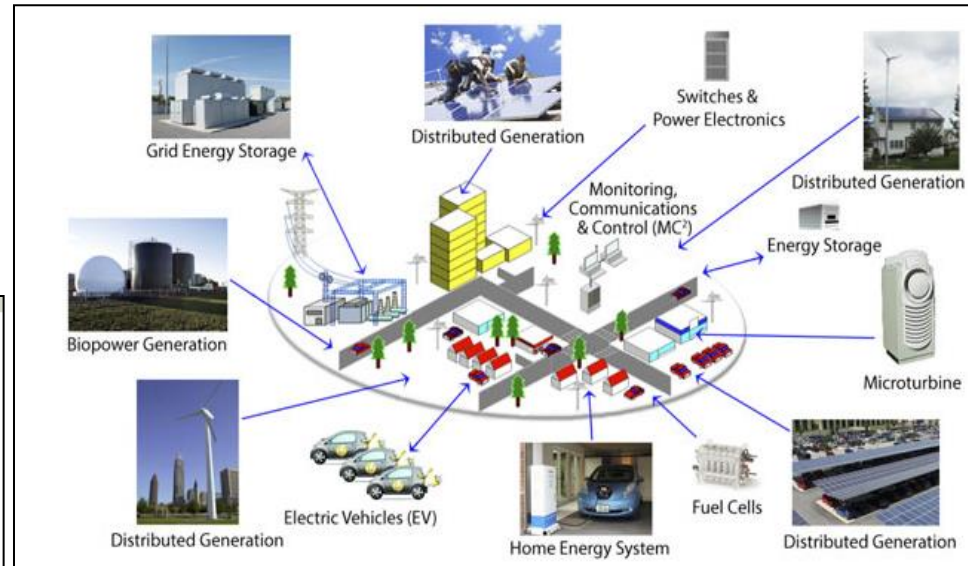 Grid Energy Storage
Distributed Generation
Switches &
Power Electronics
Distributed Generation
Monitoring,
Communications
& Control (MC²)
Energy Storage
Biopower Generation
Microturbine
Distributed Generation
Electric Vehicles (EV)
Home Energy System
Fuel Cells
Distributed Generation